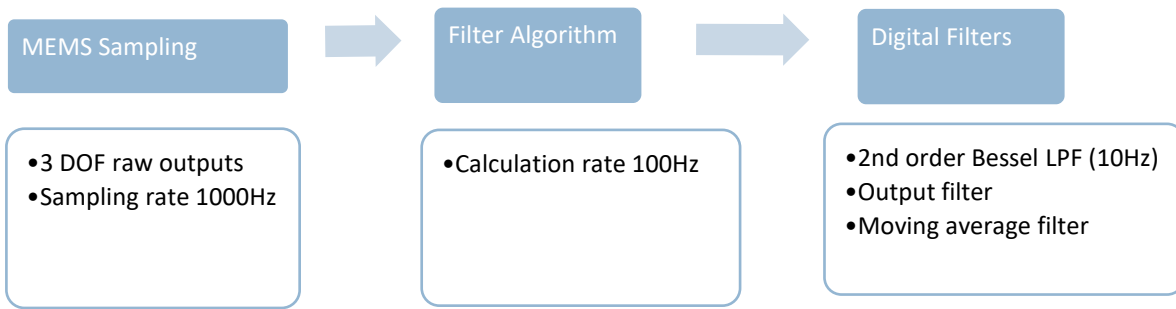 MEMS Sampling
•3 DOF raw outputs
•Sampling rate 1000Hz
Filter Algorithm
•Calculation rate 100Hz
Digital Filters
•2nd order Bessel LPF (10Hz)
•Output filter
•Moving average filter